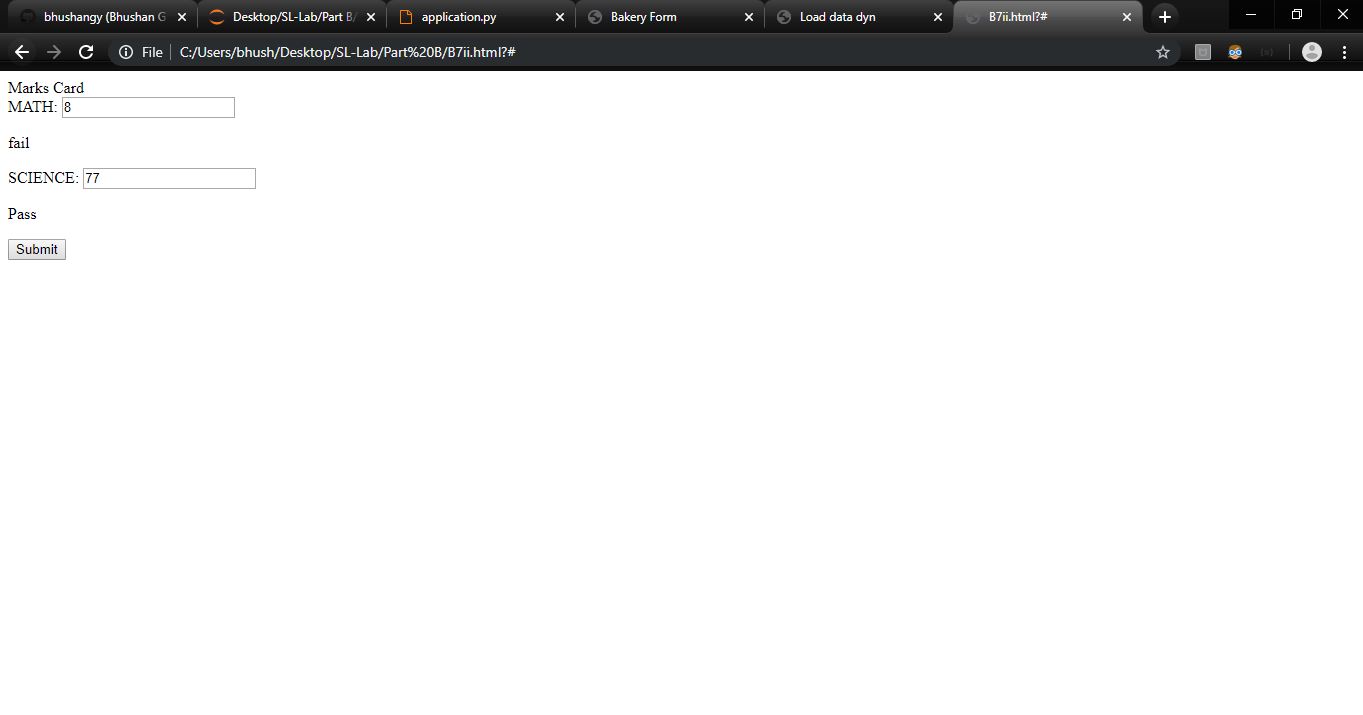 bhushangy (Bhushan G
Desktop/SL-Lab/Part B/
application.py
Bakery Form
Load data dyn
B7ii.html?#
File
C:/Users/bhush/Desktop/SL-Lab/Part%20B/B7ii.html?#
Marks Card
MATH: 8
fail
SCIENCE: 77
Pass
Submit